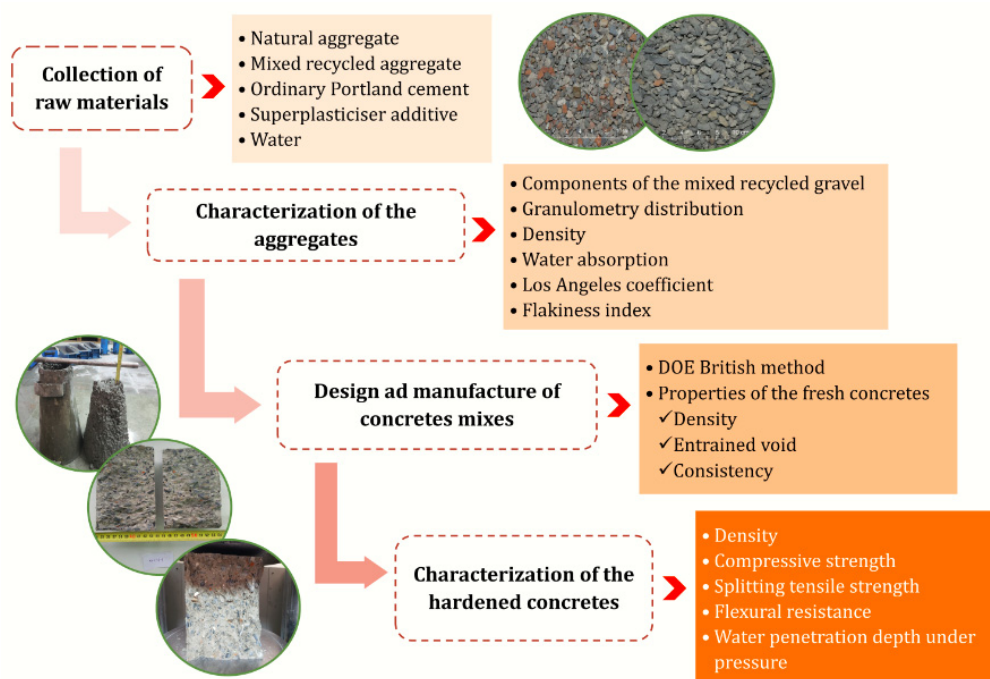 Collection of
raw materials
• Natural aggregate
• Mixed recycled aggregate
• Ordinary Portland cement
• Superplasticiser additive
• Water
Characterization of the
aggregates
• Components of the mixed recycled gravel
• Granulometry distribution
• Density
• Water absorption
• Los Angeles coefficient
• Flakiness index
Design ad manufacture of
concretes mixes
• DOE British method
• Properties of the fresh concretes
✓Density
✓Entrained void
✓Consistency
Characterization of the
hardened concretes
• Density
• Compressive strength
• Splitting tensile strength
• Flexural resistance
• Water penetration depth under
pressure